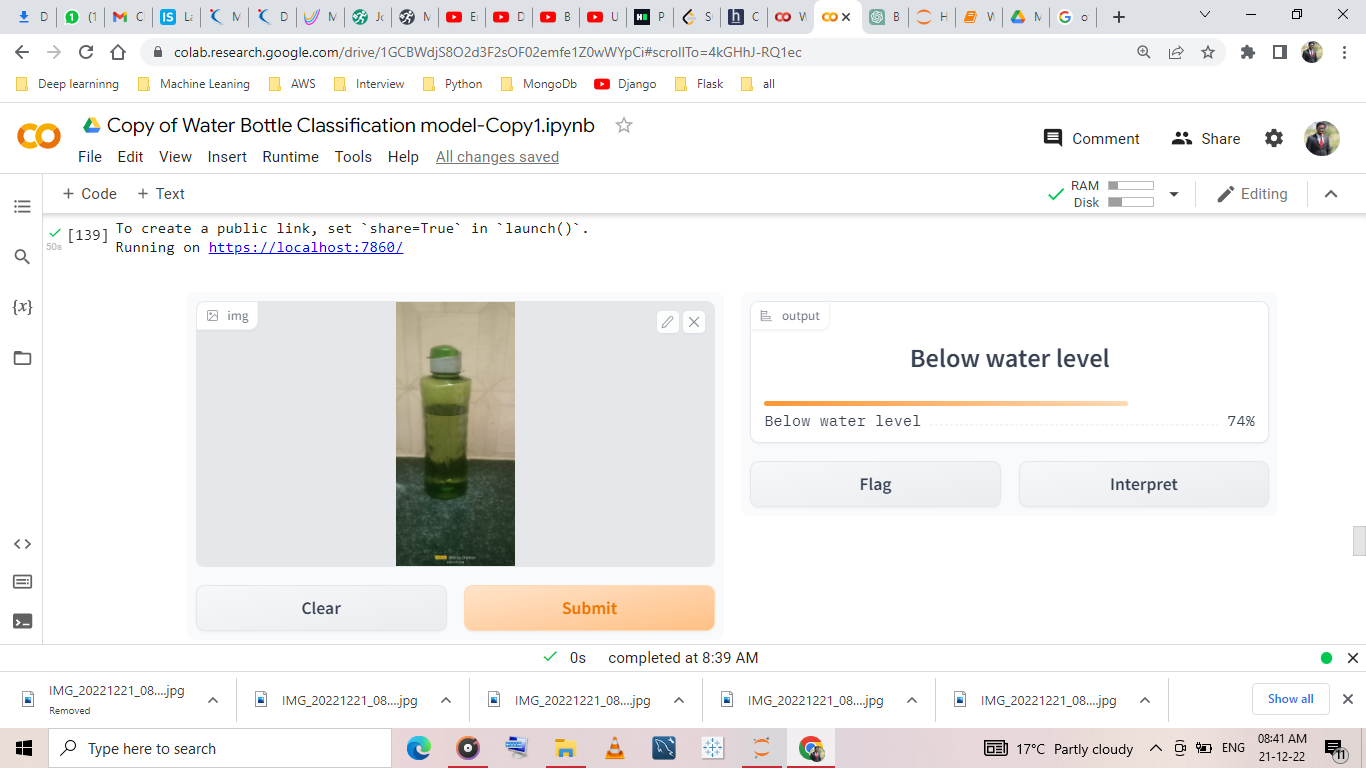 D
(1
M
C
IS
La
M
D
M
Jo
M
E
D
B
U
P
S
h
C
W
B
H
W
M
G
o
colab.research.google.com/drive/1GCBWdjS8O2d3F2sOF02emfe1Z0wWYpCi#scrollTo=4kGHhJ-RQ1ec
Deep learninng
Machine Leaning
AWS
Interview
Python
MongoDb
Django
Flask
all
Copy of Water Bottle Classification model-Copy1.ipynb
File Edit View Insert Runtime Tools Help All changes saved
Comment
Share
+ Code + Text
RAM
Disk
Editing
[139]
50s
To create a public link, set `share=True` in `launch()`.
Running on https://localhost:7860/
{x}
img
output
Below water level
Below water level 74%
Flag
Interpret
Clear
Submit
0s completed at 8:39 AM
IMG_20221221_08....jpg
Removed
IMG_20221221_08....jpg
IMG_20221221_08....jpg
IMG_20221221_08....jpg
IMG_20221221_08....jpg
Show all
Type here to search
17°C Partly cloudy
ENG
08:41 AM
21-12-22
11